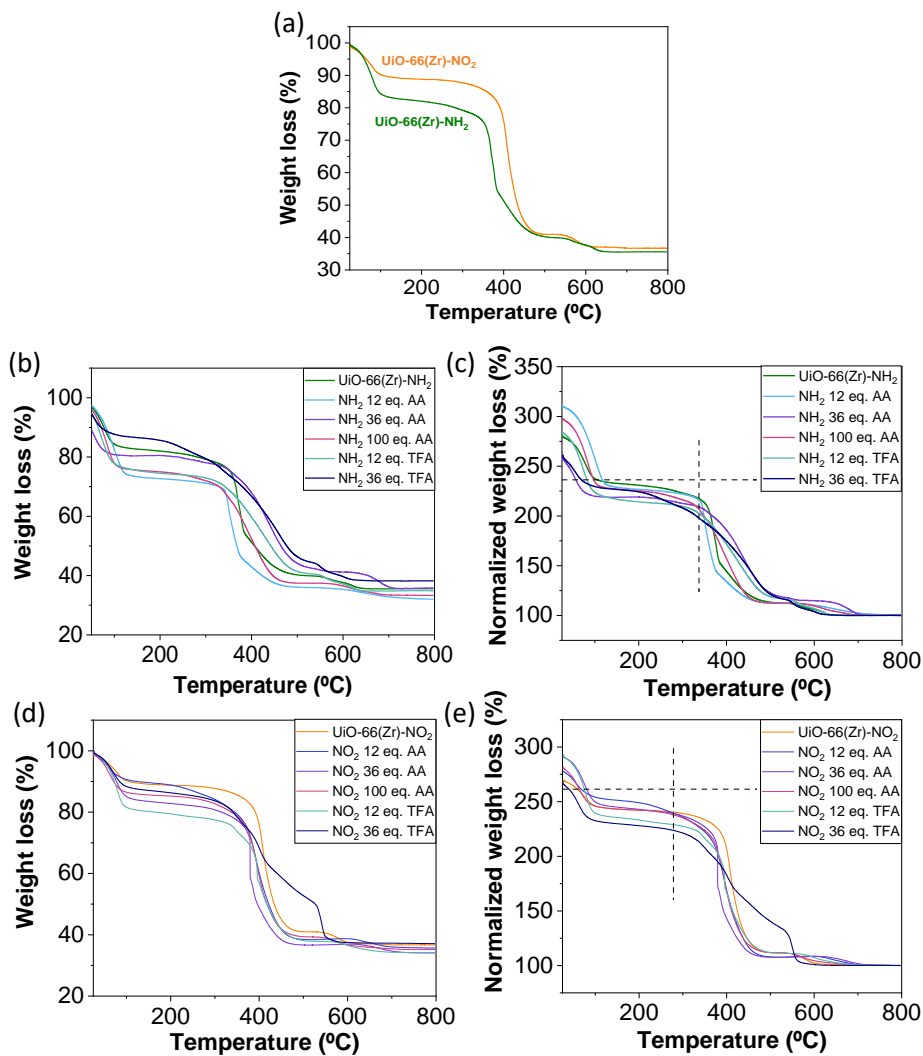 (a)
100
90
80
70
60
50
40
30
Weight loss (%)
UiO-66(Zr)-NO₂
UiO-66(Zr)-NH₂
200 400 600 800
Temperature (ºC)
(b)
100
80
60
40
20
Weight loss (%)
UiO-66(Zr)-NH₂
NH₂ 12 eq. AA
NH₂ 36 eq. AA
NH₂ 100 eq. AA
NH₂ 12 eq. TFA
NH₂ 36 eq. TFA
200 400 600 800
Temperature (ºC)
(c)
350
300
250
200
150
100
Normalized weight loss (%)
UiO-66(Zr)-NH₂
NH₂ 12 eq. AA
NH₂ 36 eq. AA
NH₂ 100 eq. AA
NH₂ 12 eq. TFA
NH₂ 36 eq. TFA
200 400 600 800
Temperature (ºC)
(d)
100
80
60
40
20
Weight loss (%)
UiO-66(Zr)-NO₂
NO₂ 12 eq. AA
NO₂ 36 eq. AA
NO₂ 100 eq. AA
NO₂ 12 eq. TFA
NO₂ 36 eq. TFA
200 400 600 800
Temperature (ºC)
(e)
300
250
200
150
100
Normalized weight loss (%)
UiO-66(Zr)-NO₂
NO₂ 12 eq. AA
NO₂ 36 eq. AA
NO₂ 100 eq. AA
NO₂ 12 eq. TFA
NO₂ 36 eq. TFA
200 400 600 800
Temperature (ºC)